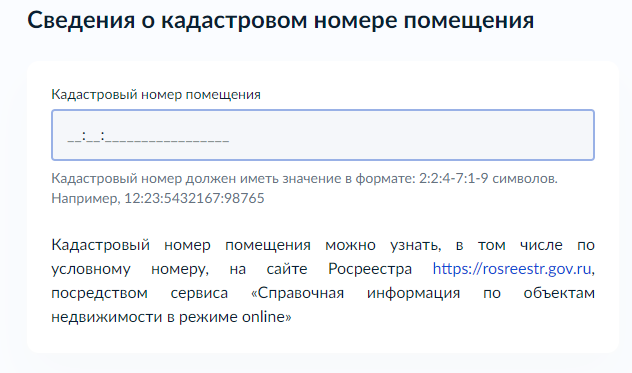 Сведения о кадастровом номере помещения
Кадастровый номер помещения
__:__:_________________
Кадастровый номер должен иметь значение в формате: 2:2:4-7:1-9 символов.
Например, 12:23:5432167:98765
Кадастровый номер помещения можно узнать, в том числе по
условному номеру, на сайте Росреестра https://rosreestr.gov.ru,
посредством сервиса «Справочная информация по объектам
недвижимости в режиме online»